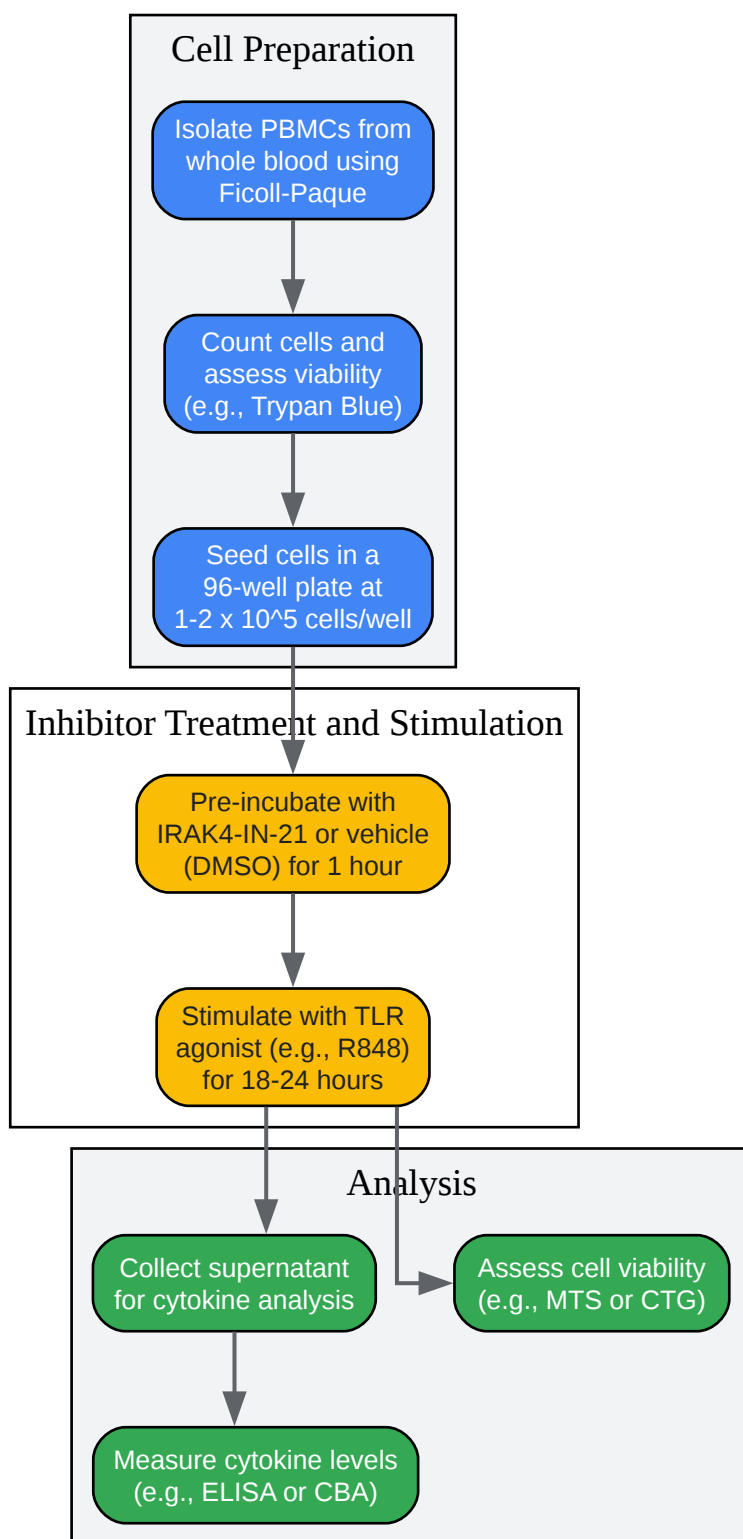 Cell Preparation
Isolate PBMCs from
whole blood using
Ficoll-Paque
Count cells and
assess viability
(e.g., Trypan Blue)
Seed cells in a
96-well plate at
1-2 x 10^5 cells/well
Inhibitor Treatment and Stimulation
Pre-incubate with
IRAK4-IN-21 or vehicle
(DMSO) for 1 hour
Stimulate with TLR
agonist (e.g., R848)
for 18-24 hours
Analysis
Collect supernatant
for cytokine analysis
Assess cell viability
(e.g., MTS or CTG)
Measure cytokine levels
(e.g., ELISA or CBA)